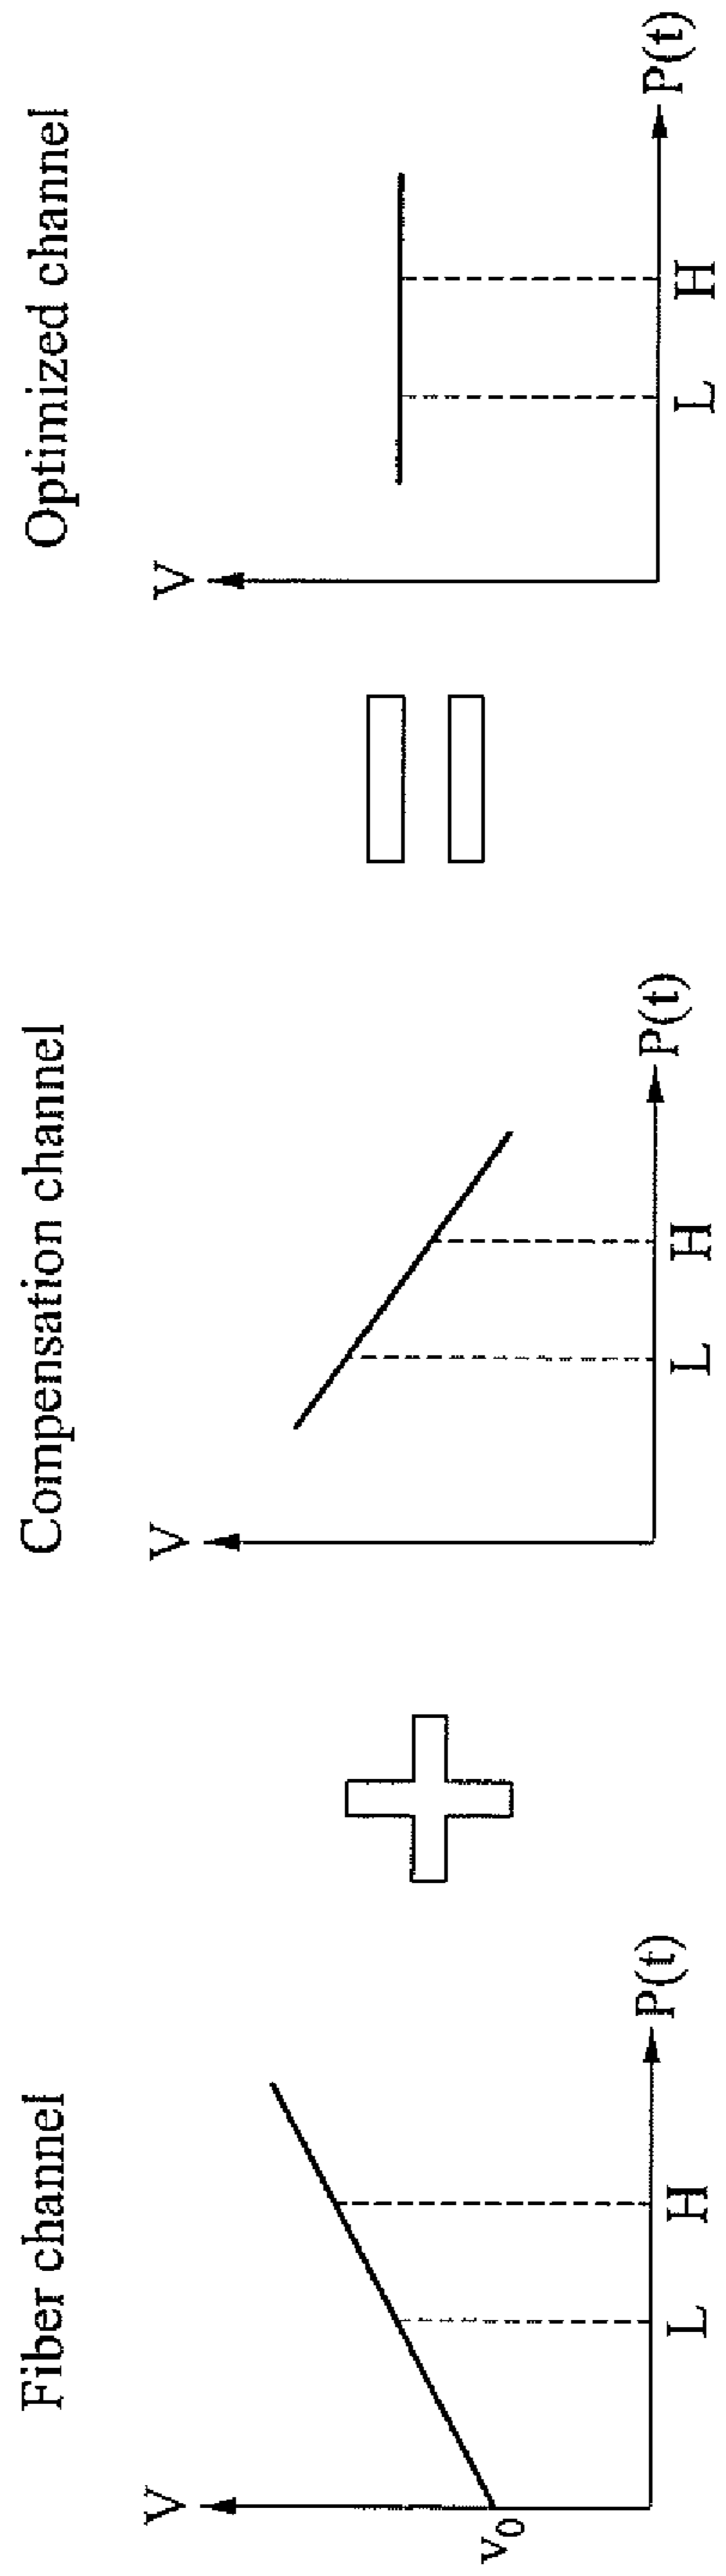 Fiber channel
V
v0
L
H
P(t)
Compensation channel
V
L
H
P(t)
Optimized channel
V
L
H
P(t)